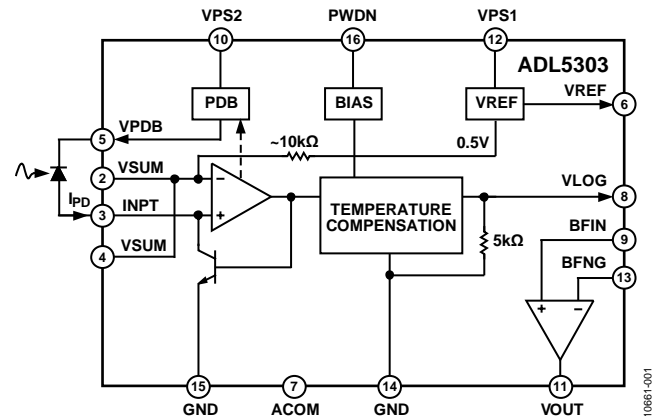 VPS2
PWDN
VPS1
10
16
12
ADL5303
PDB
BIAS
VREF
VREF
6
VPDB
5
~10kΩ
0.5V
2
VSUM
−
VLOG
8
IPD
3
INPT
+
TEMPERATURE
COMPENSATION
5kΩ
BFIN
9
4
VSUM
BFNG
13
+
−
15
7
14
11
GND
ACOM
GND
VOUT
10661-001